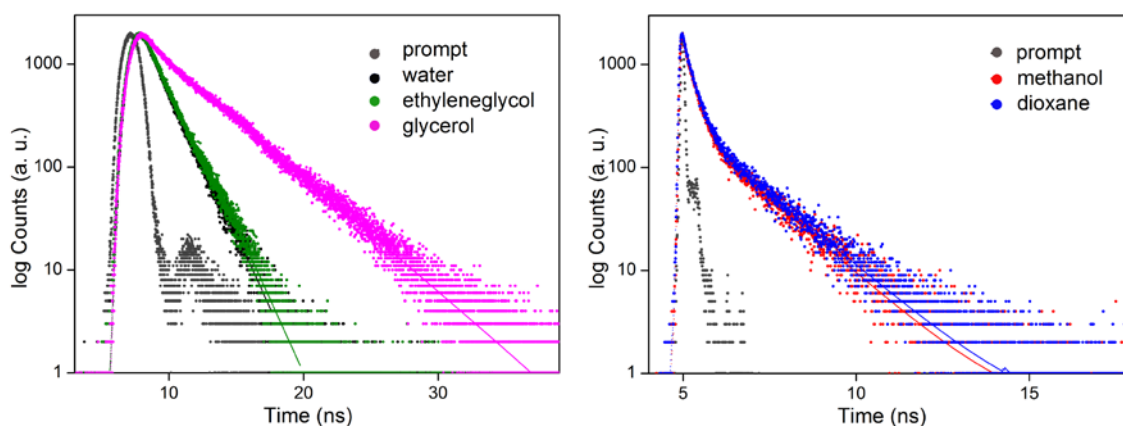 log Counts (a. u.)
1000
100
10
1
prompt
water
ethyleneglycol
glycerol
10
20
30
Time (ns)
log Counts (a. u.)
1000
100
10
1
prompt
methanol
dioxane
5
10
15
Time (ns)